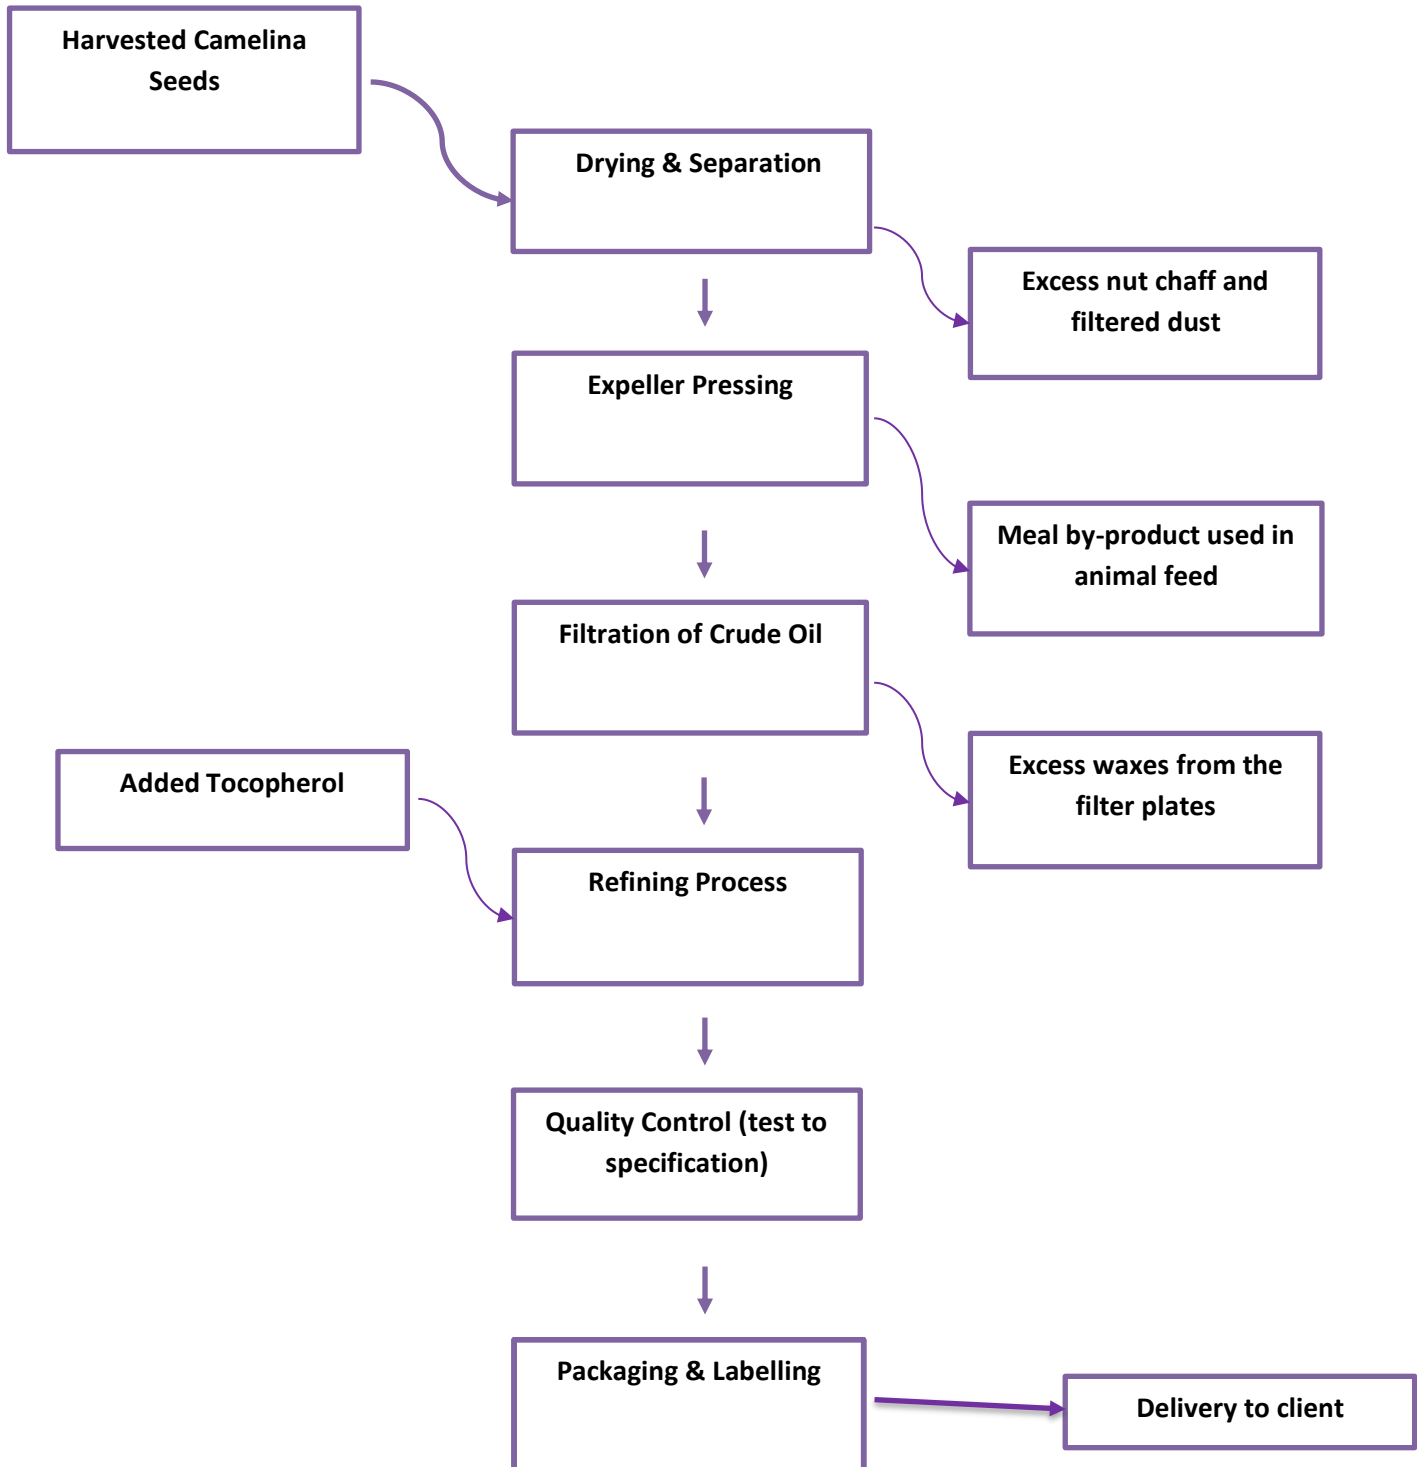 Harvested Camelina
Seeds
Drying & Separation
Excess nut chaff and
filtered dust
Expeller Pressing
Meal by-product used in
animal feed
Filtration of Crude Oil
Excess waxes from the
filter plates
Added Tocopherol
Refining Process
Quality Control (test to
specification)
Packaging & Labelling
Delivery to client